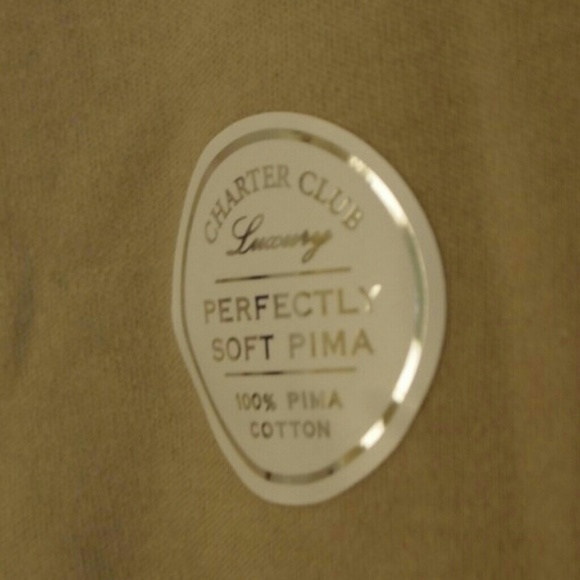 CHARTER CLUB
Luxury
PERFECTLY
SOFT PIMA
100% PIMA
COTTON